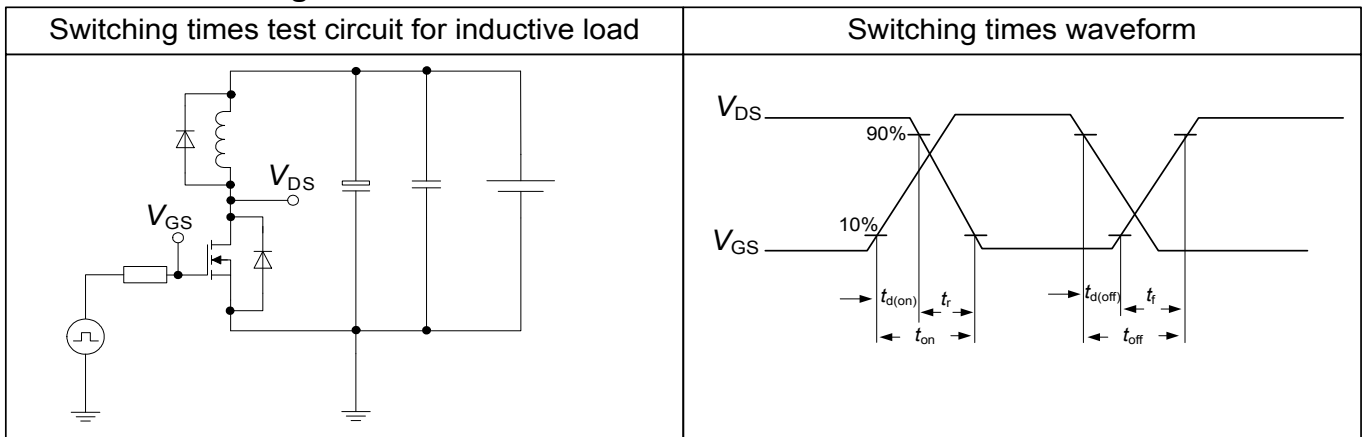 Switching times test circuit for inductive load
Switching times waveform
VDS
VGS
VDS
90%
10%
VGS
td(on)
tr
ton
td(off)
tf
toff